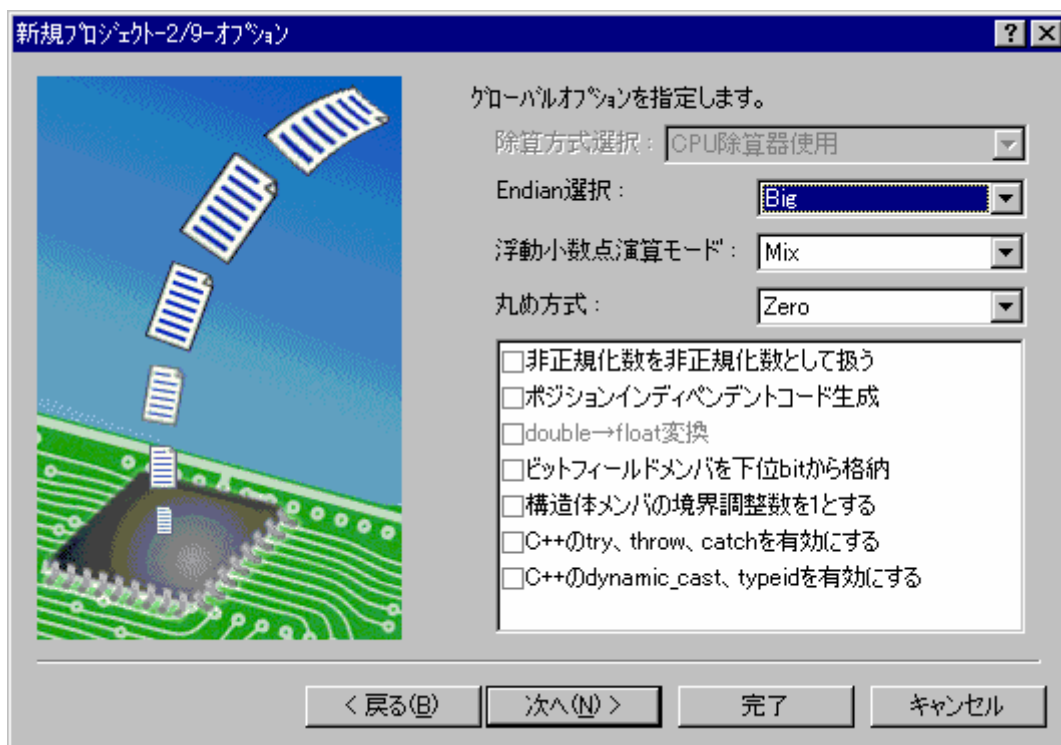 新規ﾌﾟﾛｼﾞｪｸﾄ-2/9-ｵﾌﾟｼｮﾝ
ｸﾞﾛｰﾊﾞﾙｵﾌﾟｼｮﾝを指定します。
除算方式選択： CPU除算器使用
Endian選択： Big
浮動小数点演算モード： Mix
丸め方式： Zero
非正規化数を非正規化数として扱う
ポジションインディペンデントコード生成
double→float変換
ビットフィールドメンバを下位bitから格納
構造体メンバの境界調整数を1とする
C++のtry、throw、catchを有効にする
C++のdynamic_cast、typeidを有効にする
< 戻る(B) 次へ(N) > 完了 キャンセル